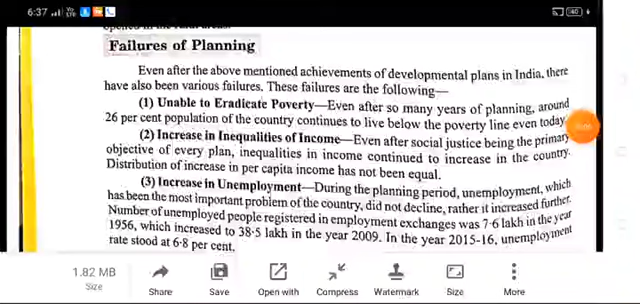 6:37
Failures of Planning
Even after the above mentioned achievements of developmental plans in India, there
have also been various failures. These failures are the following—
(1) Unable to Eradicate Poverty—Even after so many years of planning, around
26 per cent population of the country continues to live below the poverty line even today.
(2) Increase in Inequalities of Income—Even after social justice being the primary
objective of every plan, inequalities in income continued to increase in the country.
Distribution of increase in per capita income has not been equal.
(3) Increase in Unemployment—During the planning period, unemployment, which
has been the most important problem of the country, did not decline, rather it increased further.
Number of unemployed people registered in employment exchanges was 7·6 lakh in the year
1956, which increased to 38·5 lakh in the year 2009. In the year 2015-16, unemployment
rate stood at 6·8 per cent.
1.82 MB
Size
Share
Save
Open with
Compress
Watermark
Size
More